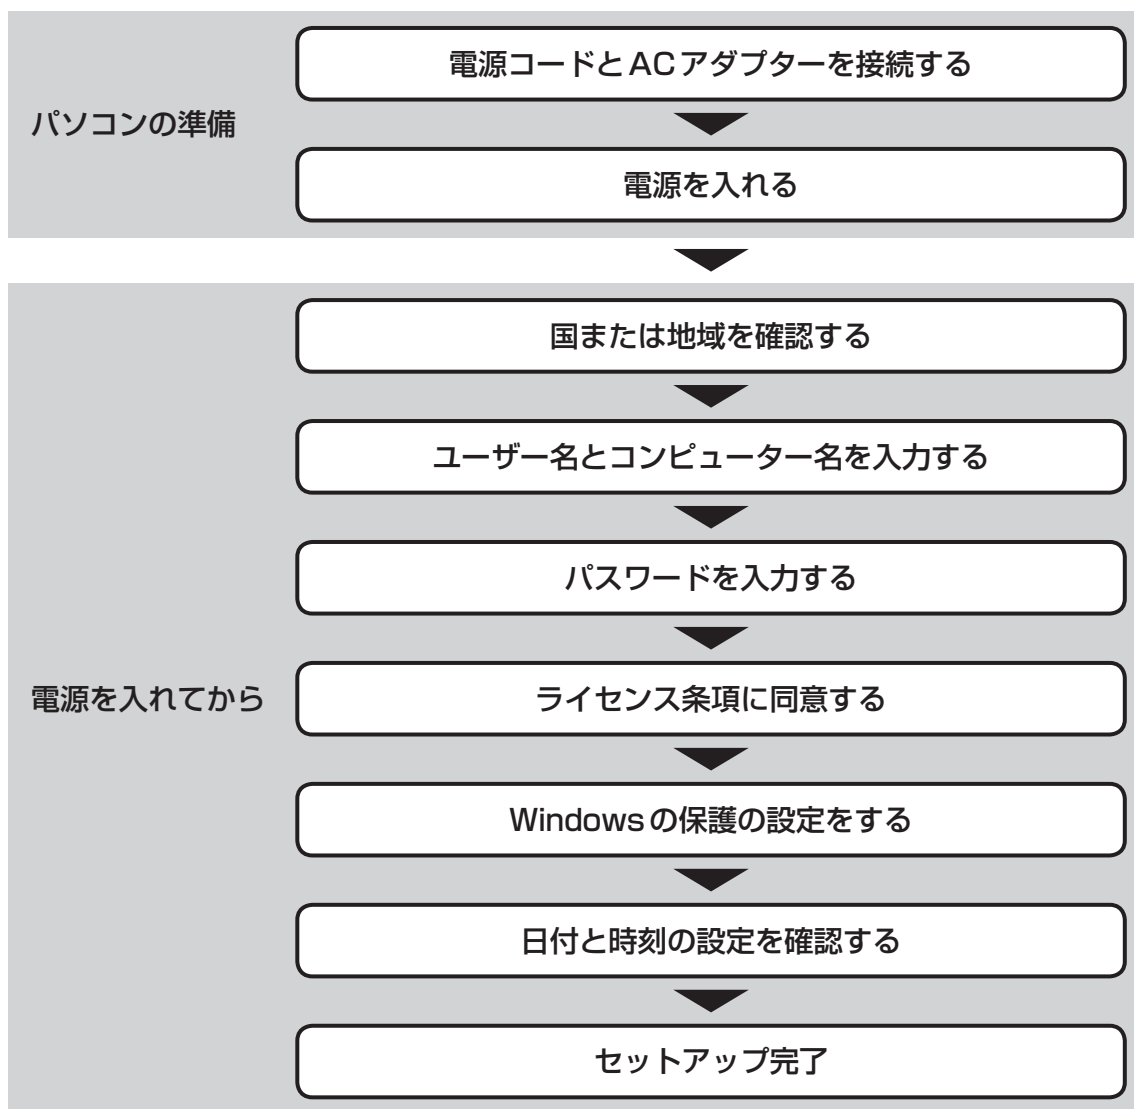 パソコンの準備
電源コードとACアダプターを接続する
電源を入れる
電源を入れてから
国または地域を確認する
ユーザー名とコンピューター名を入力する
パスワードを入力する
ライセンス条項に同意する
Windowsの保護の設定をする
日付と時刻の設定を確認する
セットアップ完了